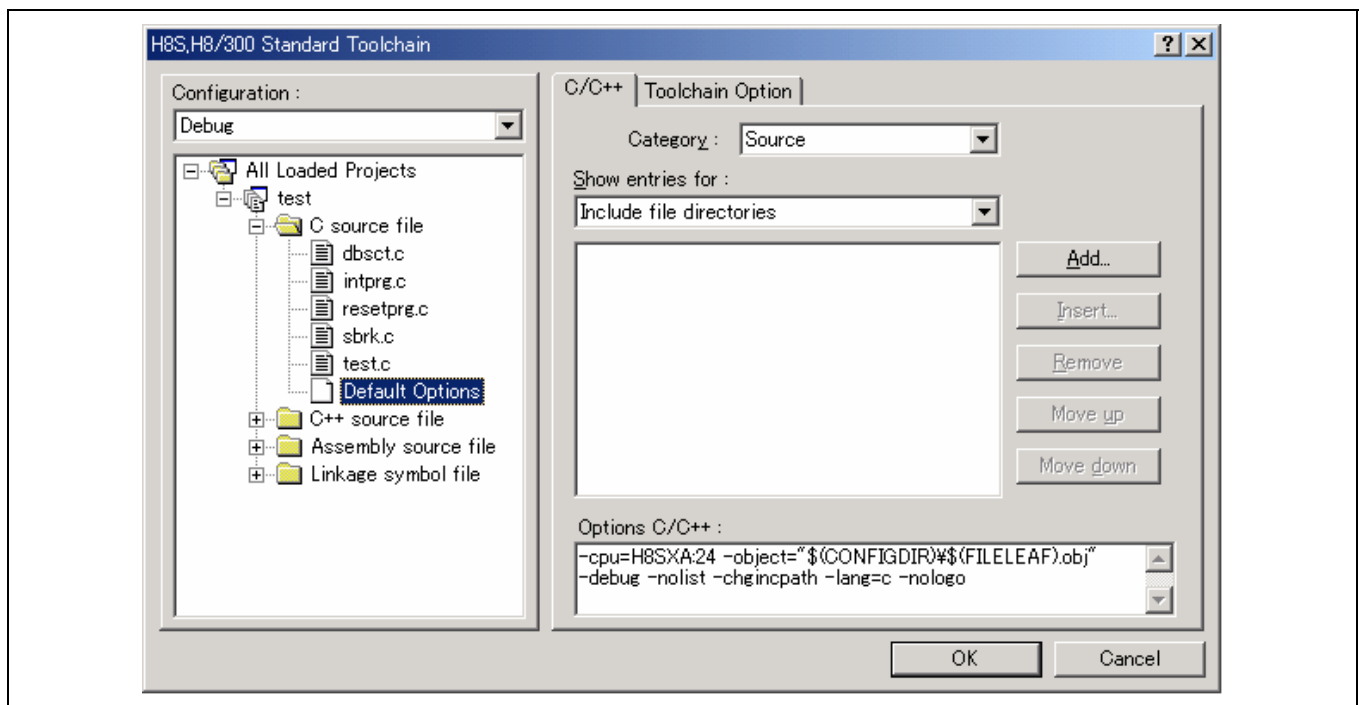 H8S,H8/300 Standard Toolchain
Configuration :
Debug
All Loaded Projects
test
C source file
dbsct.c
intprg.c
resetprg.c
sbrk.c
test.c
Default Options
C++ source file
Assembly source file
Linkage symbol file
C/C++
Toolchain Option
Category :
Source
Show entries for :
Include file directories
Add...
Insert...
Remove
Move up
Move down
Options C/C++ :
-cpu=H8SXA:24 -object="$(CONFIGDIR)¥$(FILELEAF).obj"
-debug -nolist -chgincpath -lang=c -nologo
OK
Cancel